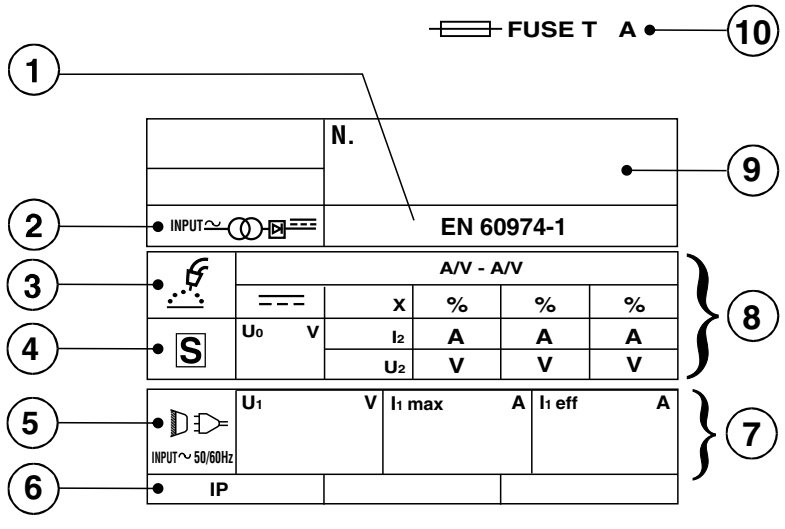 FUSE T A 10
1
N.
9
2 INPUT EN 60974-1
3 A/V - A/V
X % % %
8
4 S U0 V I2 A A A
U2 V V V
5 U1 V I1 max A I1 eff A
7
INPUT ~ 50/60Hz
6 IP